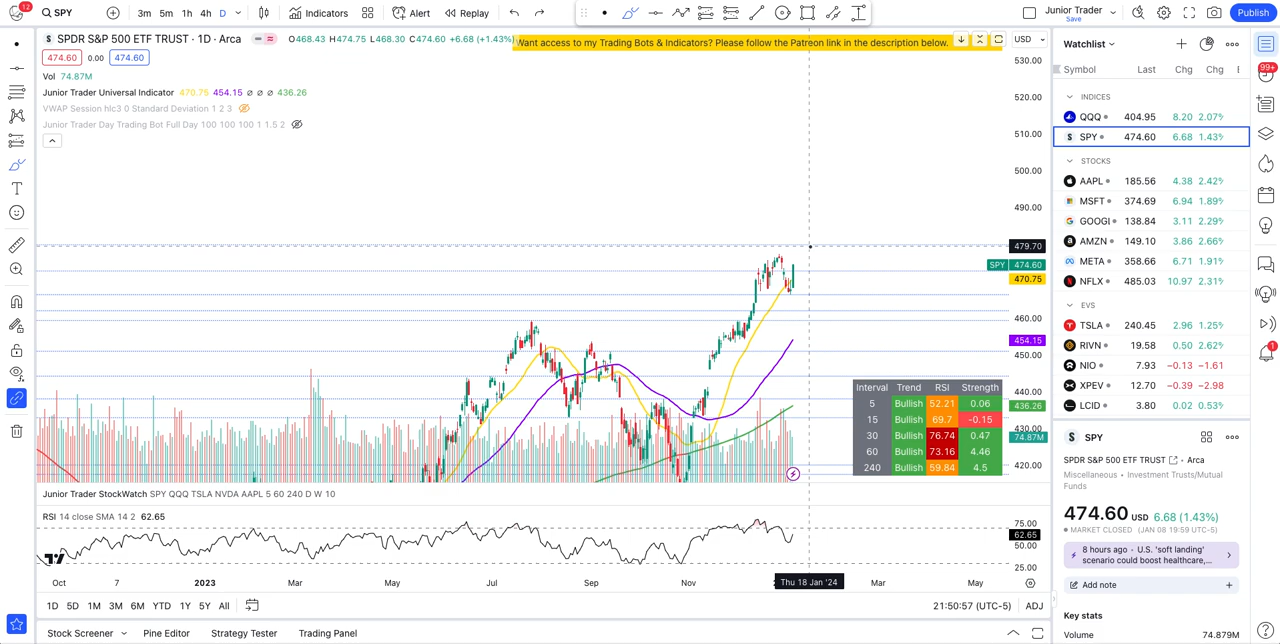 12
SPY
3m 5m 1h 4h D
Indicators
Alert
Replay
Junior Trader
Save
Publish
SPDR S&P 500 ETF TRUST · 1D · Arca
O468.43 H474.75 L468.30 C474.60 +6.68 (+1.43%)
Want access to my Trading Bots & Indicators? Please follow the Patreon link in the description below.
USD
474.60 0.00 474.60
Vol 74.87M
Junior Trader Universal Indicator 470.75 454.15 ∅ ∅ ∅ 436.26
VWAP Session hlc3 0 Standard Deviation 1 2 3
Junior Trader Day Trading Bot Full Day 100 100 100 1 1.5 2
530.00
520.00
510.00
500.00
490.00
479.70
SPY 474.60
470.75
460.00
454.15
450.00
440.00
436.26
430.00
74.87M
420.00
Interval Trend RSI Strength
5 Bullish 52.21 0.06
15 Bullish 69.7 -0.15
30 Bullish 76.74 0.47
60 Bullish 73.16 4.46
240 Bullish 59.84 4.5
Junior Trader StockWatch SPY QQQ TSLA NVDA AAPL 5 60 240 D W 10
RSI 14 close SMA 14 2 62.65
75.00
62.65
50.00
25.00
Oct 7 2023 Mar May Jul Sep Nov Thu 18 Jan '24 Mar May
1D 5D 1M 3M 6M YTD 1Y 5Y All
21:50:57 (UTC-5) ADJ
Stock Screener Pine Editor Strategy Tester Trading Panel
Watchlist
Symbol Last Chg Chg
INDICES
QQQ 404.95 8.20 2.07%
SPY 474.60 6.68 1.43%
STOCKS
AAPL 185.56 4.38 2.42%
MSFT 374.69 6.94 1.89%
GOOGL 138.84 3.11 2.29%
AMZN 149.10 3.86 2.66%
META 358.66 6.71 1.91%
NFLX 485.03 10.97 2.31%
EVS
TSLA 240.45 2.96 1.25%
RIVN 19.58 0.50 2.62%
NIO 7.93 −0.13 −1.61
XPEV 12.70 −0.39 −2.98
LCID 3.80 0.02 0.53%
SPY
SPDR S&P 500 ETF TRUST Arca
Miscellaneous • Investment Trusts/Mutual
Funds
474.60 USD 6.68 (1.43%)
MARKET CLOSED (JAN 08 19:59 UTC-5)
8 hours ago • U.S. 'soft landing'
scenario could boost healthcare,...
Add note
Key stats
Volume 74.879M
99+
1